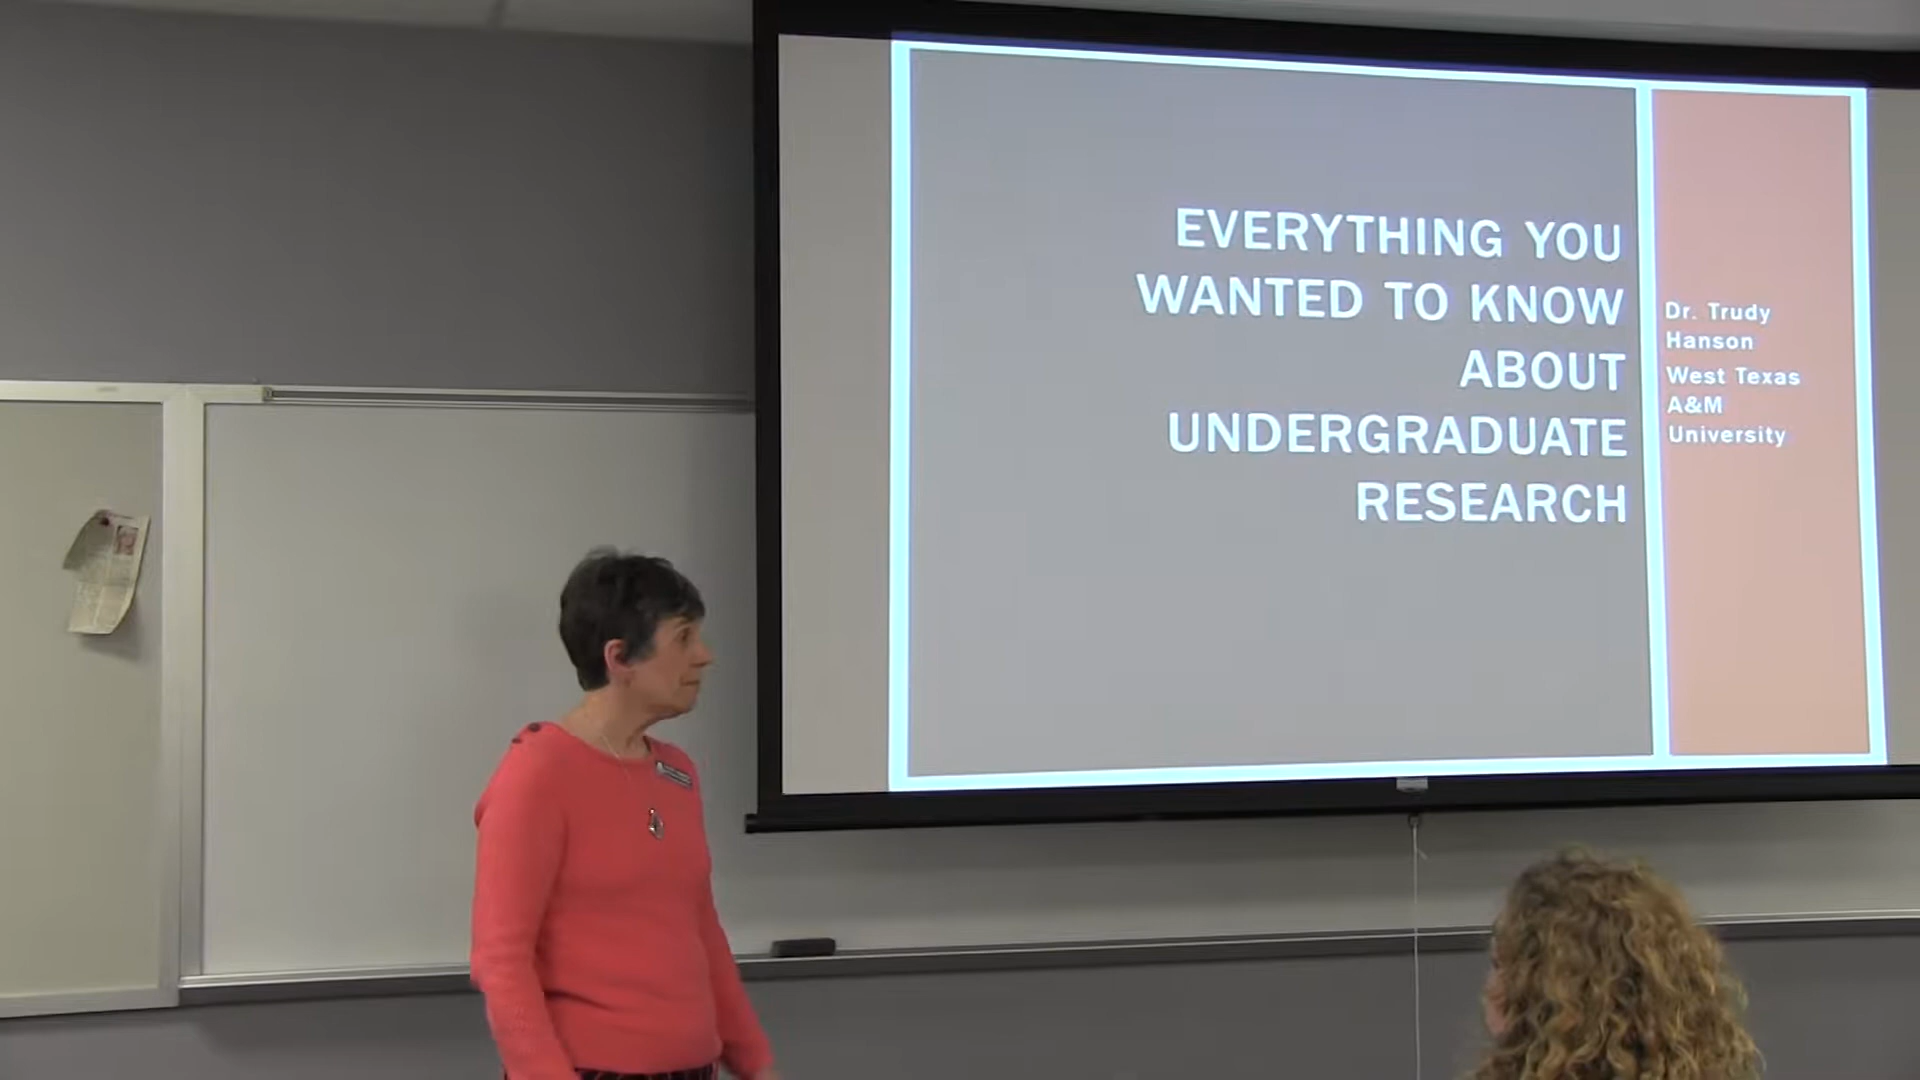 EVERYTHING YOU
WANTED TO KNOW
ABOUT
UNDERGRADUATE
RESEARCH
Dr. Trudy
Hanson
West Texas
A&M
University